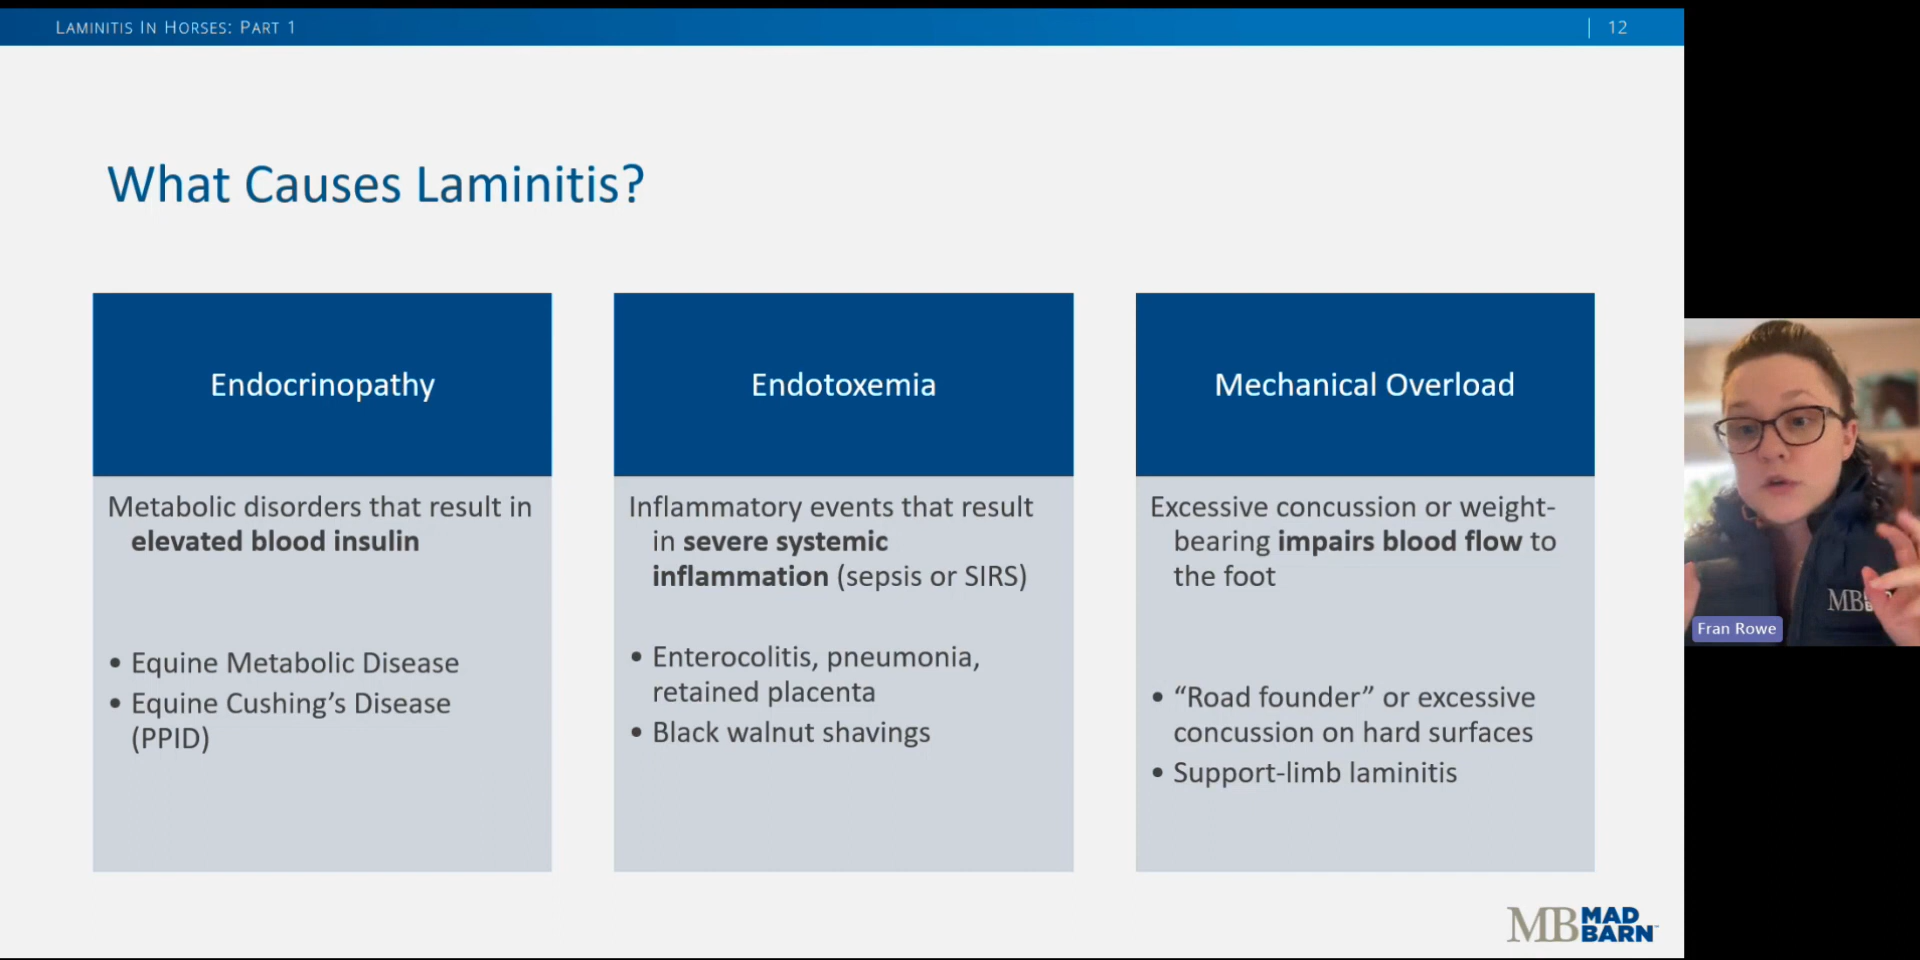 LAMINITIS IN HORSES: PART 1
12
What Causes Laminitis?
Endocrinopathy
Metabolic disorders that result in
elevated blood insulin
• Equine Metabolic Disease
• Equine Cushing’s Disease
(PPID)
Endotoxemia
Inflammatory events that result
in severe systemic
inflammation (sepsis or SIRS)
• Enterocolitis, pneumonia,
retained placenta
• Black walnut shavings
Mechanical Overload
Excessive concussion or weight-
bearing impairs blood flow to
the foot
• “Road founder” or excessive
concussion on hard surfaces
• Support-limb laminitis
MB
Fran Rowe
MB MAD
BARN